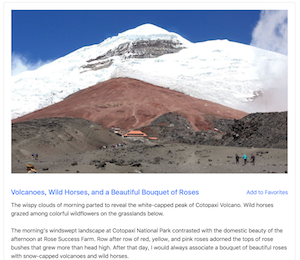 Volcanoes, Wild Horses, and a Beautiful Bouquet of Roses
Add to Favorites
The wispy clouds of morning parted to reveal the white-capped peak of Cotopaxi Volcano. Wild horses
grazed among colorful wildflowers on the grasslands below.
The morning's windswept landscape at Cotopaxi National Park contrasted with the domestic beauty of the
afternoon at Rose Success Farm. Row after row of red, yellow, and pink roses adorned the tops of rose
bushes that grew more than head high. After that day, I would always associate a bouquet of beautiful roses
with snow-capped volcanoes and wild horses.